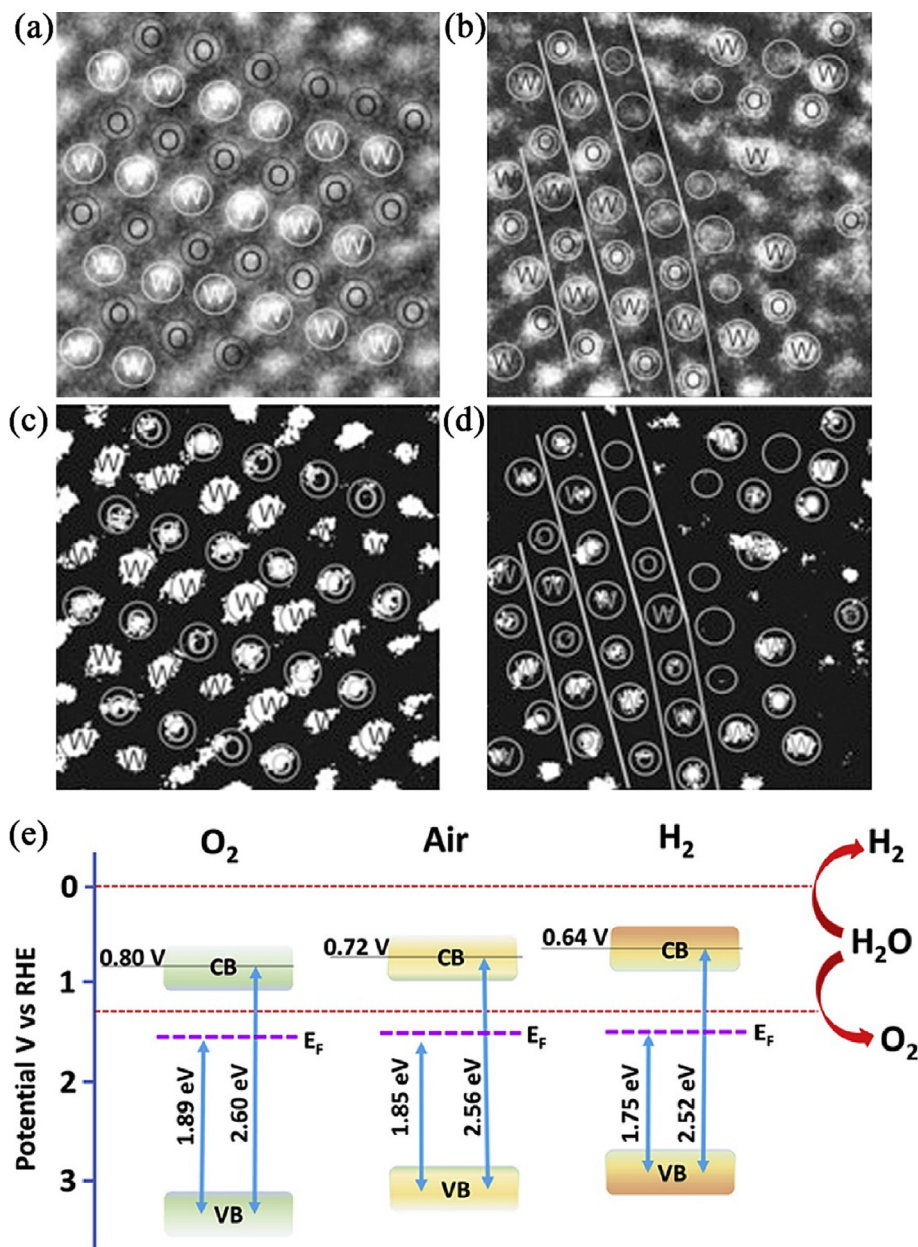 (a)
O O O O O O
W W W W W W
O O O O O O
W W W W W W
O O O O O O O
W W W W W W
O O O
W W
(b)
O W O
W W W
O O
O O W
W W W
O O O O O
W W W W W W W
O O O O O
W
(c)
O O O O
W W W W W
O O O O O O
W W W W W
O O O O O O
W W W W W W
O O O O
W W
(d)
W O
W W W
O O
W W W W
O O O O O
W W W W W W
O O O
W
(e)
O2 Air H2
Potential V vs RHE
0
1
2
3
0.80 V
CB
EF
1.89 eV
2.60 eV
VB
0.72 V
CB
EF
1.85 eV
2.56 eV
VB
0.64 V
CB
EF
1.75 eV
2.52 eV
VB
H2
H2O
O2